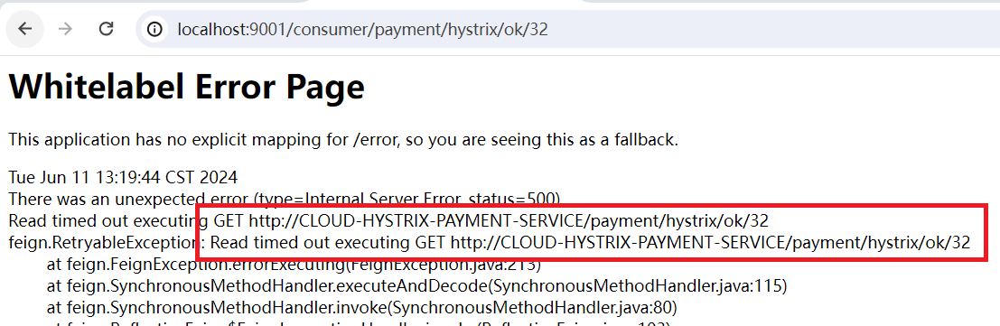 localhost:9001/consumer/payment/hystrix/ok/32
Whitelabel Error Page
This application has no explicit mapping for /error, so you are seeing this as a fallback.
Tue Jun 11 13:19:44 CST 2024
There was an unexpected error (type=Internal Server Error, status=500).
Read timed out executing GET http://CLOUD-HYSTRIX-PAYMENT-SERVICE/payment/hystrix/ok/32
feign.RetryableException: Read timed out executing GET http://CLOUD-HYSTRIX-PAYMENT-SERVICE/payment/hystrix/ok/32
at feign.FeignException.errorExecuting(FeignException.java:213)
at feign.SynchronousMethodHandler.executeAndDecode(SynchronousMethodHandler.java:115)
at feign.SynchronousMethodHandler.invoke(SynchronousMethodHandler.java:80)